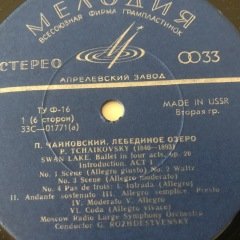 МЕЛОДИЯ
ВСЕСОЮЗНАЯ ФИРМА ГРАМПЛАСТИНОК
СТЕРЕО
33
АПРЕЛЕВСКИЙ ЗАВОД
ТУ Ф-16
1 (6 сторон)
33С—01771(а)
MADE IN USSR
Вторая гр.
П. ЧАЙКОВСКИЙ. ЛЕБЕДИНОЕ ОЗЕРО
P. TCHAIKOVSKY (1840—1893)
SWAN LAKE. Ballet in four acts, op. 20
Introduction. ACT I
No. 1 Scene (Allegro giusto) No. 2 Waltz
No. 3 Scene (Allegro moderato)
No. 4 Pas de trois: I. Intrada (Allegro)
II. Andante sostenuto III. Allegro semplice. Presto
IV. Moderato V. Allegro
VI. Coda (Allegro vivace)
Moscow Radio Large Symphony Orchestra
Conductor G. ROZHDESTVENSKY